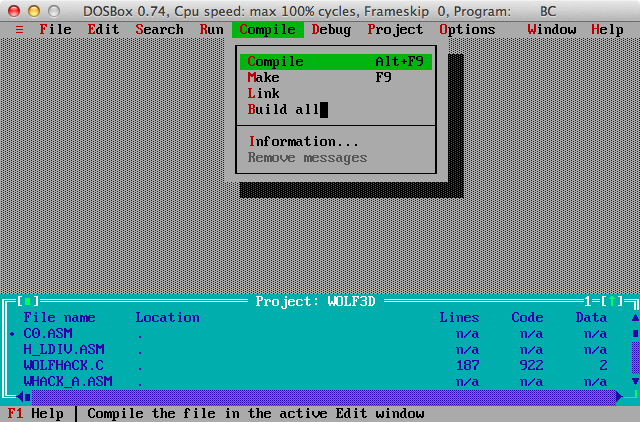 DOSBox 0.74, Cpu speed: max 100% cycles, Frameskip 0, Program: BC
≡ File Edit Search Run Compile Debug Project Options Window Help
Compile Alt+F9
Make F9
Link
Build all
Information...
Remove messages
Project: WOLF3D 1
File name Location Lines Code Data
• C0.ASM . n/a n/a n/a
H_LDIV.ASM . n/a n/a n/a
WOLFHACK.C . 187 922 2
WHACK_A.ASM . n/a n/a n/a
F1 Help | Compile the file in the active Edit window